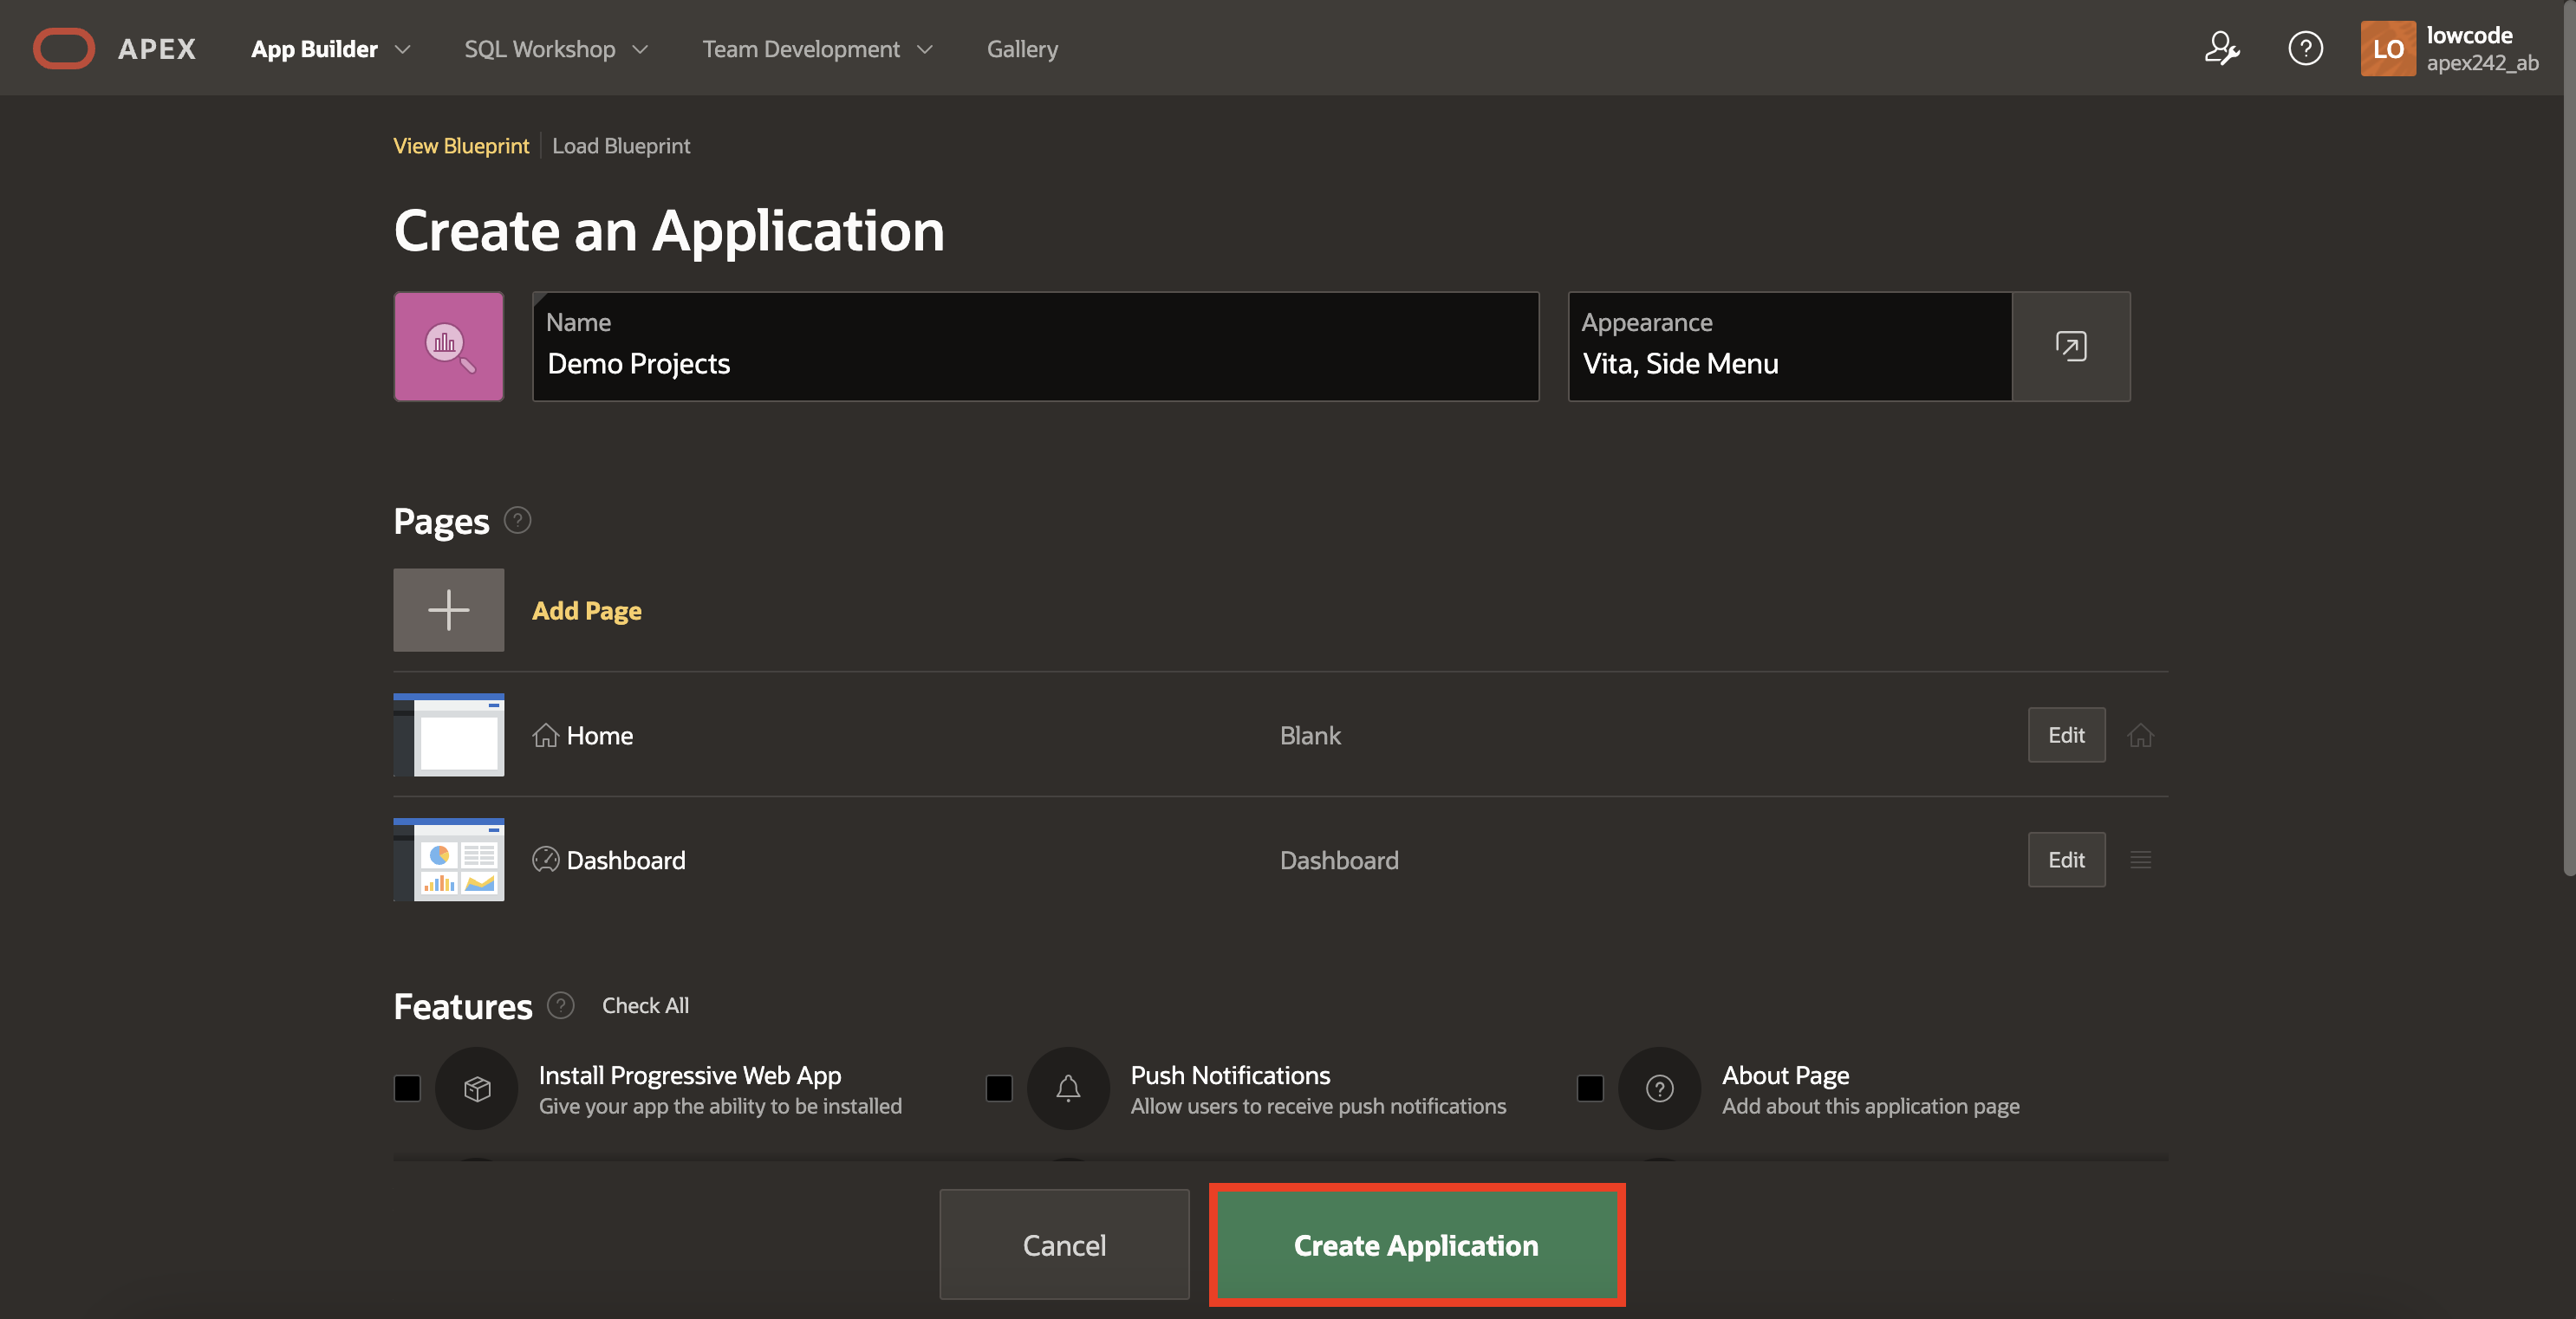 APEX App Builder SQL Workshop Team Development Gallery LO lowcode
apex242_ab
View Blueprint Load Blueprint
Create an Application
Name
Demo Projects
Appearance
Vita, Side Menu
Pages ?
Add Page
Home Blank Edit
Dashboard Dashboard Edit
Features ? Check All
Install Progressive Web App
Give your app the ability to be installed
Push Notifications
Allow users to receive push notifications
About Page
Add about this application page
Cancel Create Application